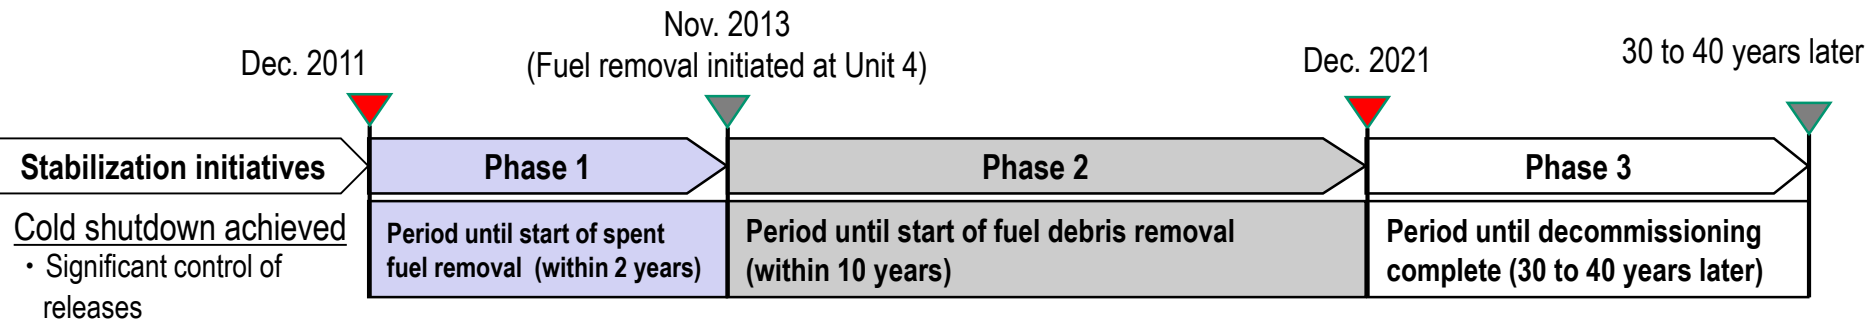 Nov. 2013
Dec. 2011
(Fuel removal initiated at Unit 4)
Dec. 2021
30 to 40 years later
Stabilization initiatives
Phase 1
Phase 2
Phase 3
Cold shutdown achieved
・Significant control of
releases
Period until start of spent
fuel removal (within 2 years)
Period until start of fuel debris removal
(within 10 years)
Period until decommissioning
complete (30 to 40 years later)